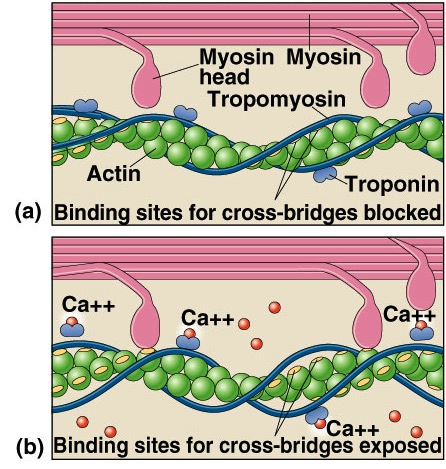 (a)
Myosin head
Myosin
Tropomyosin
Actin
Troponin
Binding sites for cross-bridges blocked
(b)
Ca++
Ca++
Ca++
Ca++
Binding sites for cross-bridges exposed